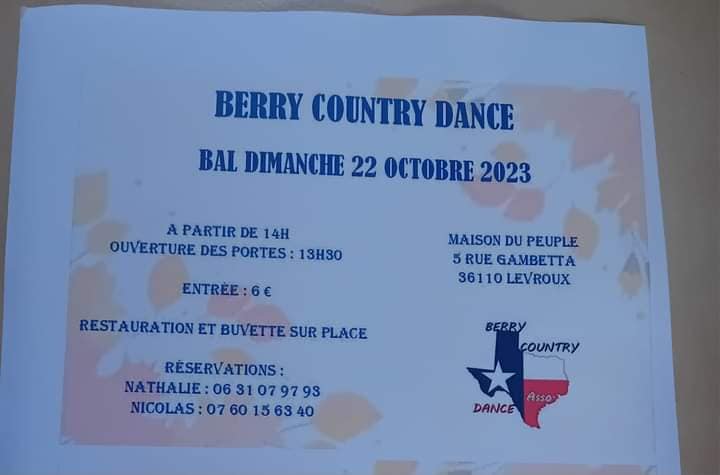 BERRY COUNTRY DANCE
BAL DIMANCHE 22 OCTOBRE 2023
A PARTIR DE 14H
OUVERTURE DES PORTES : 13H30
ENTRÉE : 6 €
RESTAURATION ET BUVETTE SUR PLACE
RÉSERVATIONS :
NATHALIE : 06 31 07 97 93
NICOLAS : 07 60 15 63 40
MAISON DU PEUPLE
5 RUE GAMBETTA
36110 LEVROUX
BERRY
COUNTRY
Asso
DANCE